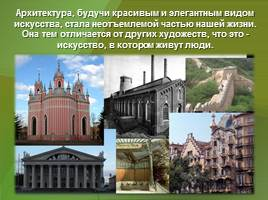 Архитектура, будучи красивым и элегантным видом
искусства, стала неотъемлемой частью нашей жизни.
Она тем отличается от других художеств, что это -
искусство, в котором живут люди.